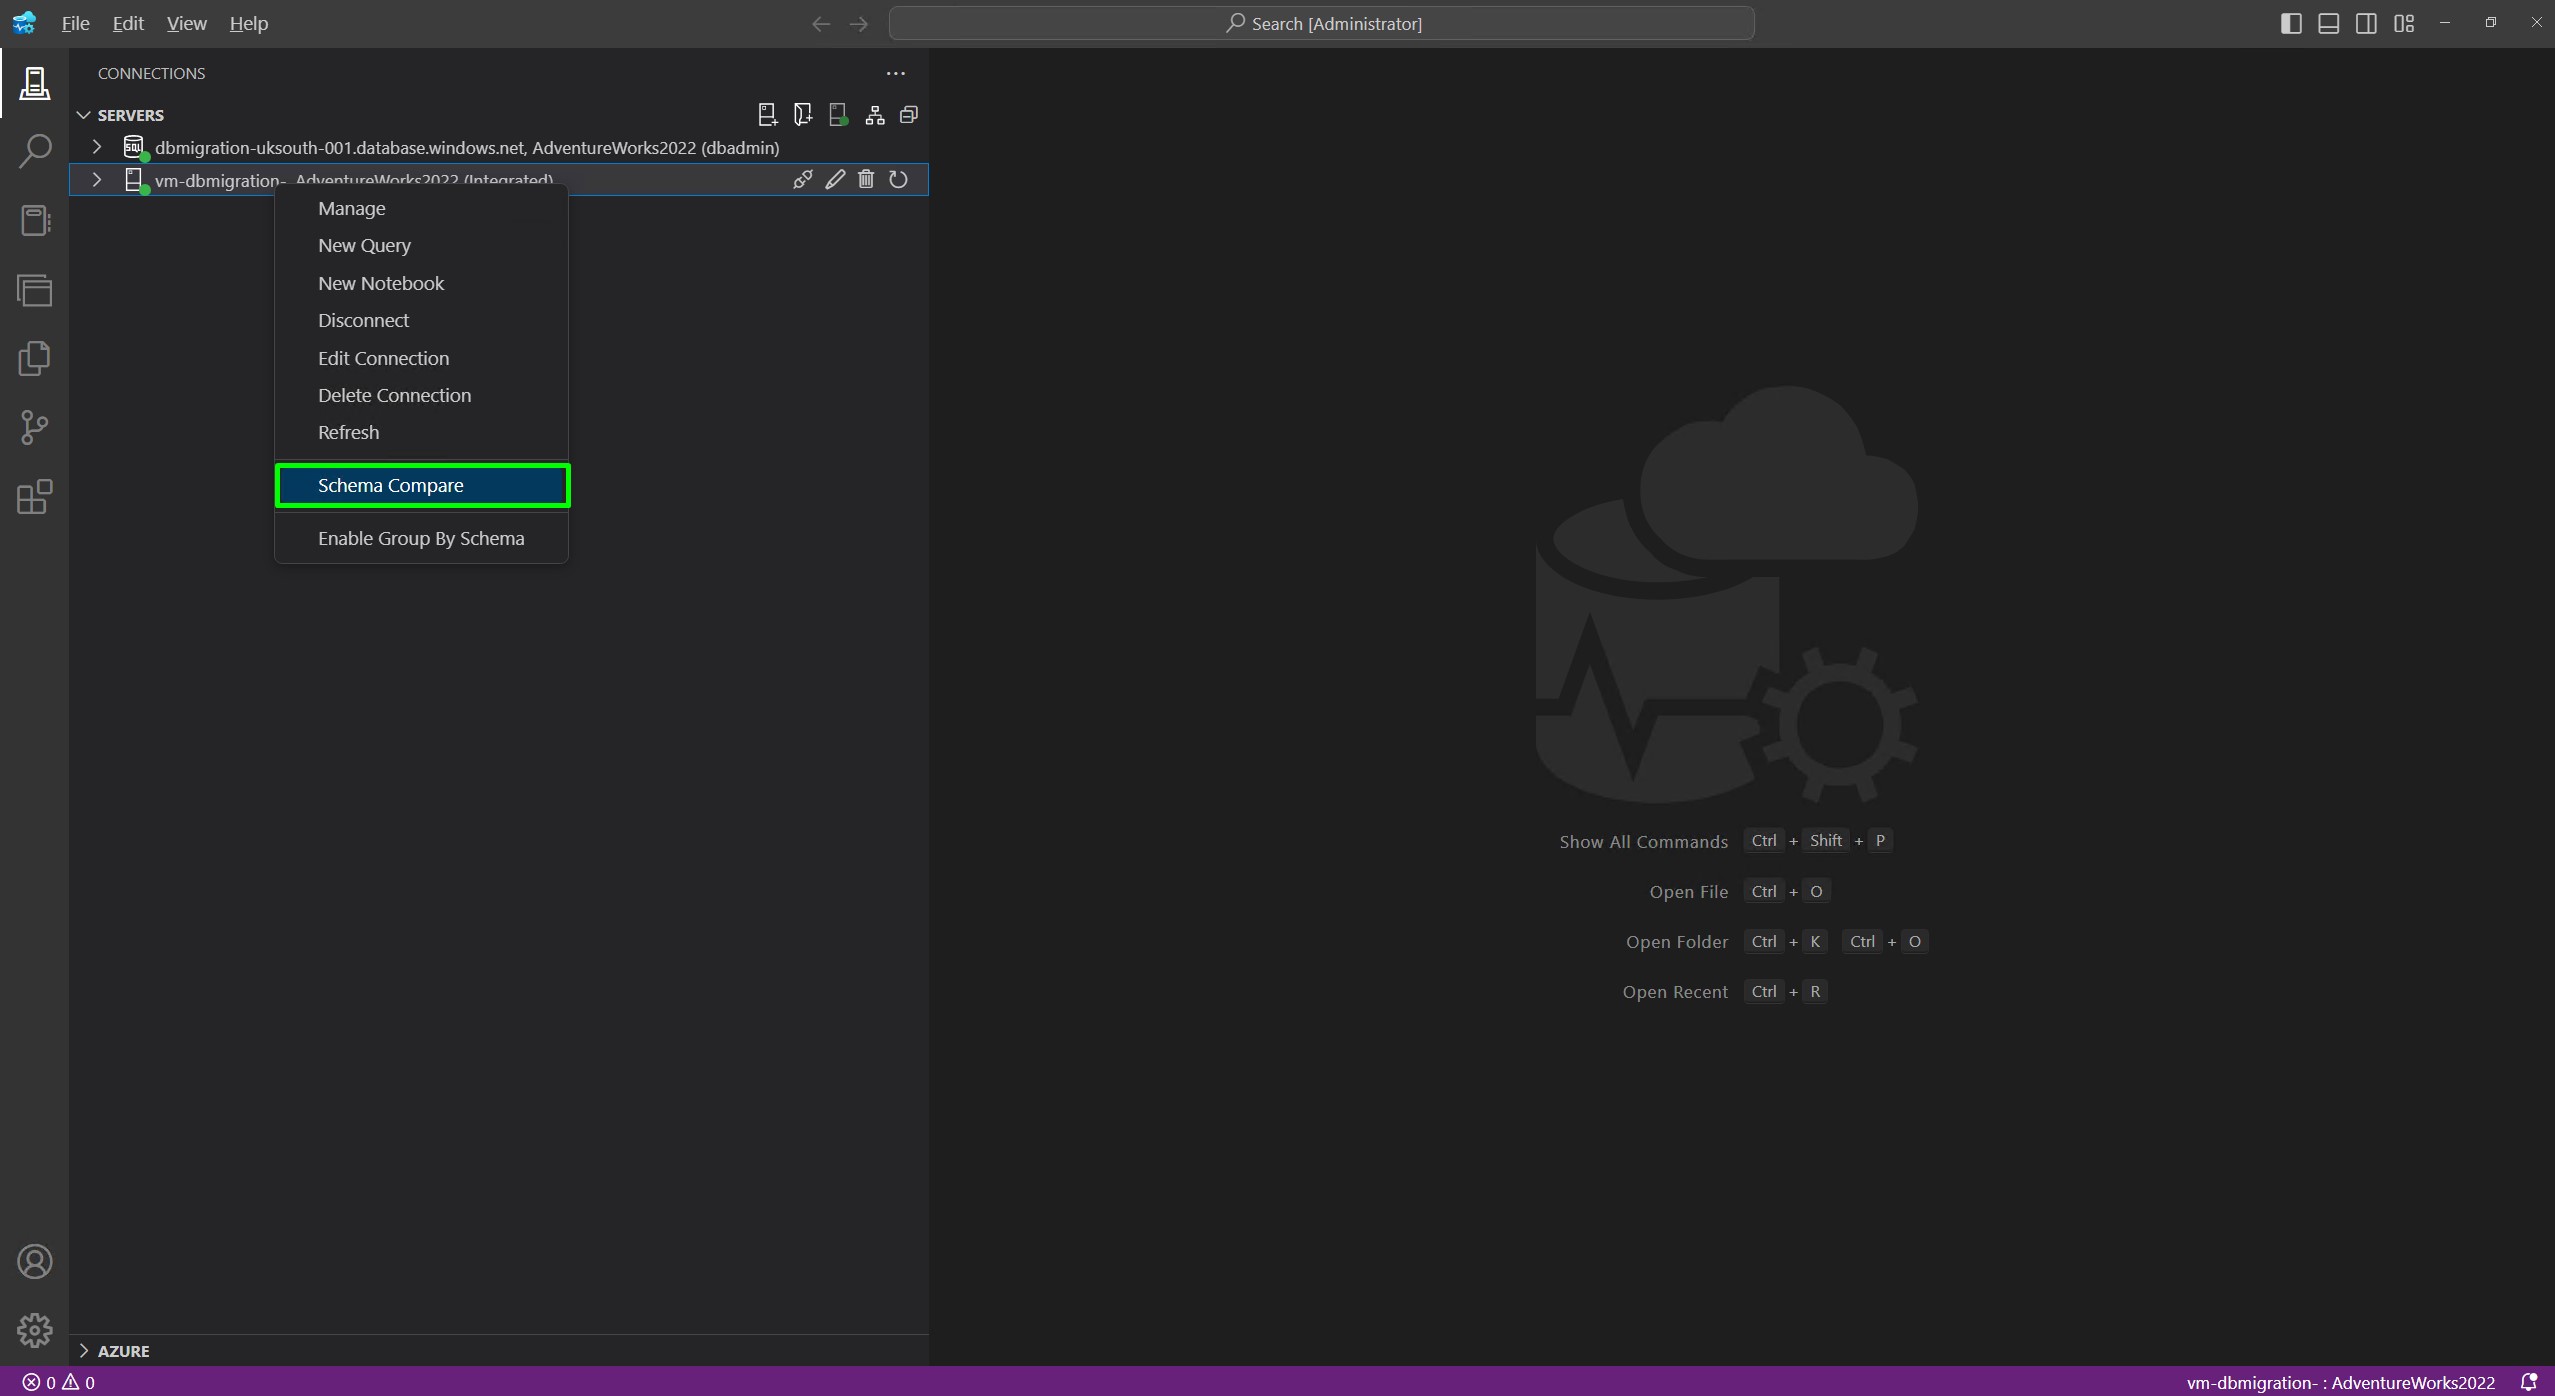 File Edit View Help
Search [Administrator]
CONNECTIONS
SERVERS
dbmigration-uksouth-001.database.windows.net, AdventureWorks2022 (dbadmin)
vm-dbmigration-, AdventureWorks2022 (Integrated)
Manage
New Query
New Notebook
Disconnect
Edit Connection
Delete Connection
Refresh
Schema Compare
Enable Group By Schema
Show All Commands Ctrl + Shift + P
Open File Ctrl + O
Open Folder Ctrl + K Ctrl + O
Open Recent Ctrl + R
AZURE
0 0
vm-dbmigration- : AdventureWorks2022